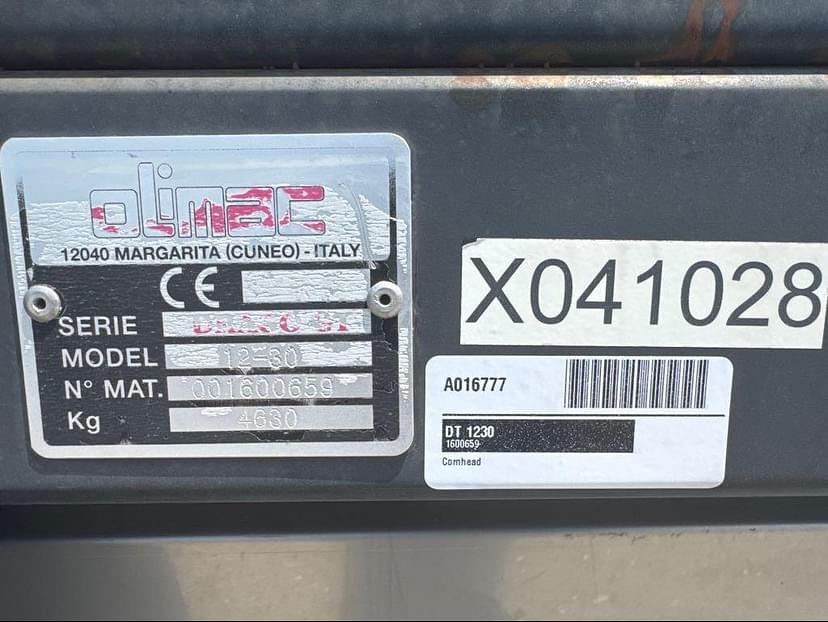 olimac
12040 MARGARITA (CUNEO) - ITALY
CE
SERIE
MODEL 12-30
N° MAT. 001600659
Kg 4630
X041028
A016777
DT 1230
1600659
Cornhead